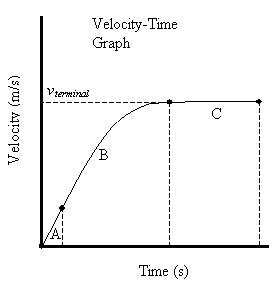 Velocity-Time
Graph
Velocity (m/s)
vterminal
A
B
C
Time (s)